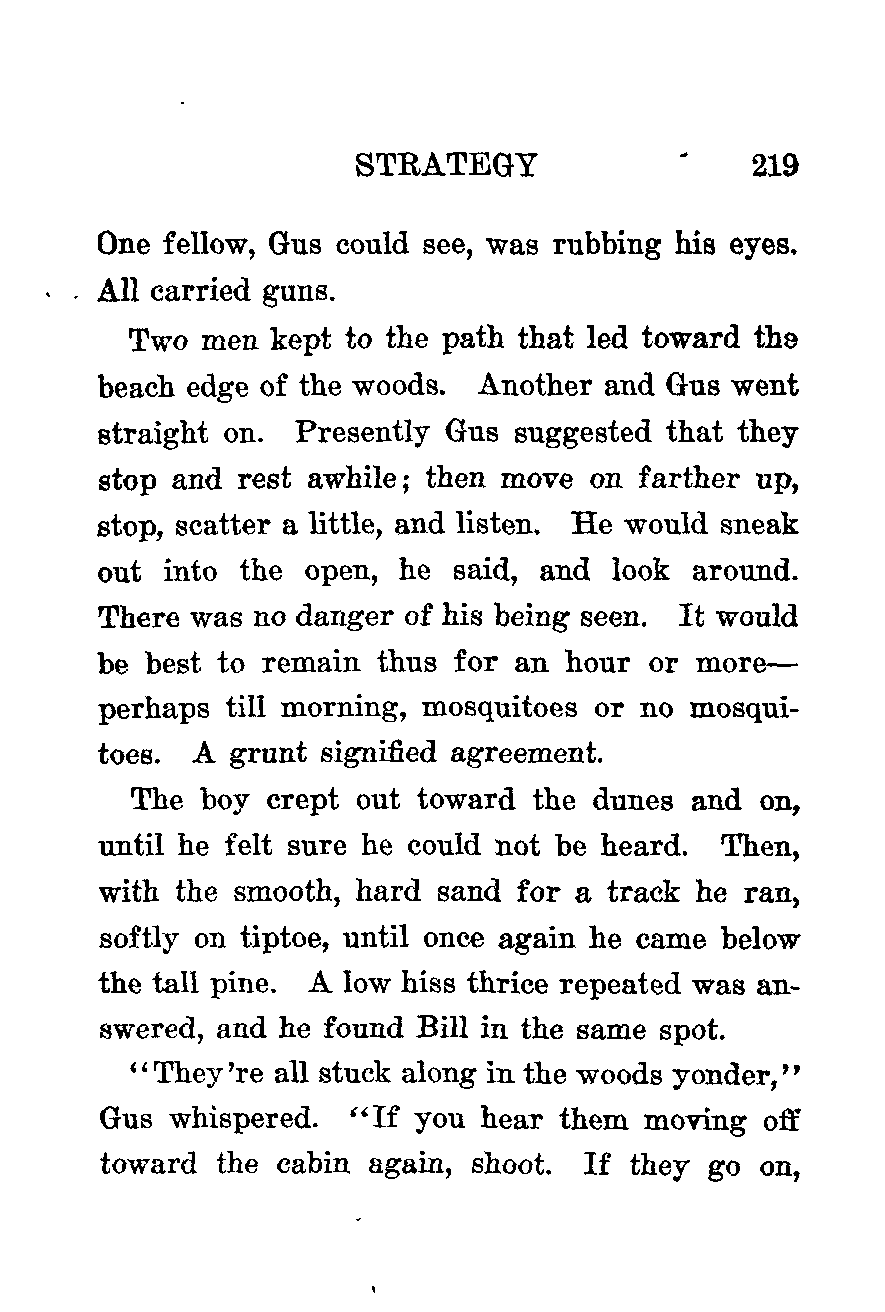 STRATEGY 219
One fellow, Gus could see, was rubbing his eyes.
All carried guns.
Two men kept to the path that led toward the
beach edge of the woods. Another and Gus went
straight on. Presently Gus suggested that they
stop and rest awhile; then move on farther up,
stop, scatter a little, and listen. He would sneak
out into the open, he said, and look around.
There was no danger of his being seen. It would
be best to remain thus for an hour or more—
perhaps till morning, mosquitoes or no mosqui-
toes. A grunt signified agreement.
The boy crept out toward the dunes and on,
until he felt sure he could not be heard. Then,
with the smooth, hard sand for a track he ran,
softly on tiptoe, until once again he came below
the tall pine. A low hiss thrice repeated was an-
swered, and he found Bill in the same spot.
"They're all stuck along in the woods yonder,"
Gus whispered. "If you hear them moving off
toward the cabin again, shoot. If they go on,